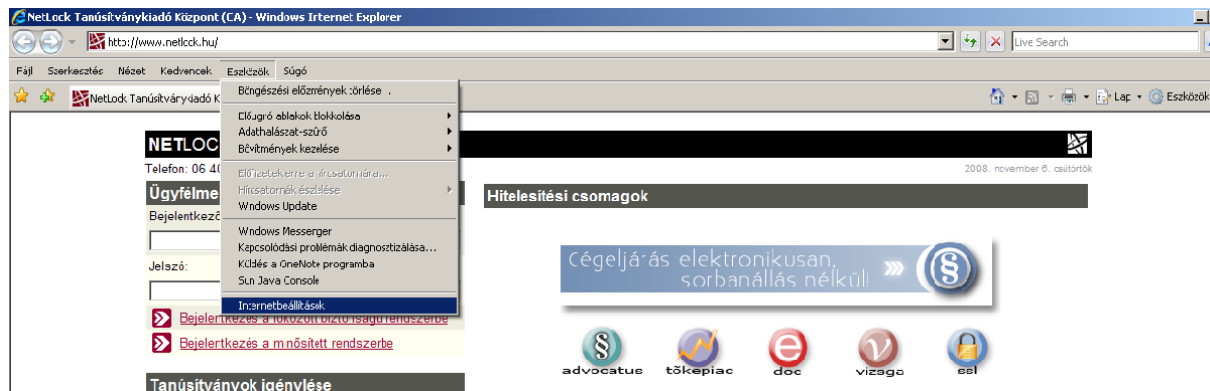 NetLock Tanúsítványkiadó Központ (CA) - Windows Internet Explorer
http://www.netlock.hu/
Live Search
Fájl Szerkesztés Nézet Kedvencek Eszközök Súgó
NetLock Tanúsítványkiadó K
Lap Eszközök
Böngészési előzmények törlése...
Előugró ablakok blokkolása
Adathalászat-szűrő
Bővítmények kezelése
Előfizetek erre a hírcsatornára...
Hírcsatornák észlelése
Windows Update
Windows Messenger
Kapcsolódási problémák diagnosztizálása...
Küldés a OneNote programba
Sun Java Console
Internetbeállítások
NETLOC
Telefon: 06 40
2008. november 6. csütörtök
Ügyfélme
Bejelentkező
Jelszó:
Bejelentkezés a fokozott biztonságú rendszerbe
Bejelentkezés a minősített rendszerbe
Tanúsítványok igénylése
Hitelesítési csomagok
Cégeljárás elektronikusan,
sorbanállás nélkül!
advocatus tőkepiac doc vizsga ssl